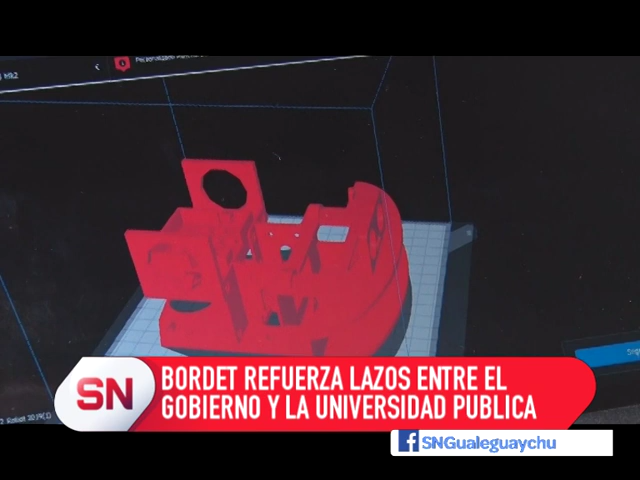 SN
BORDET REFUERZA LAZOS ENTRE EL
GOBIERNO Y LA UNIVERSIDAD PUBLICA
SNGualeguaychu